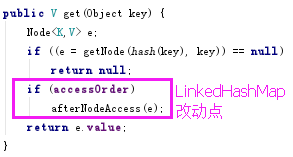 public V get(Object key) {
Node<K,V> e;
if ((e = getNode(hash(key), key)) == null)
return null;
if (accessOrder)
afterNodeAccess(e);
return e.value;
}
LinkedHashMap
改动点